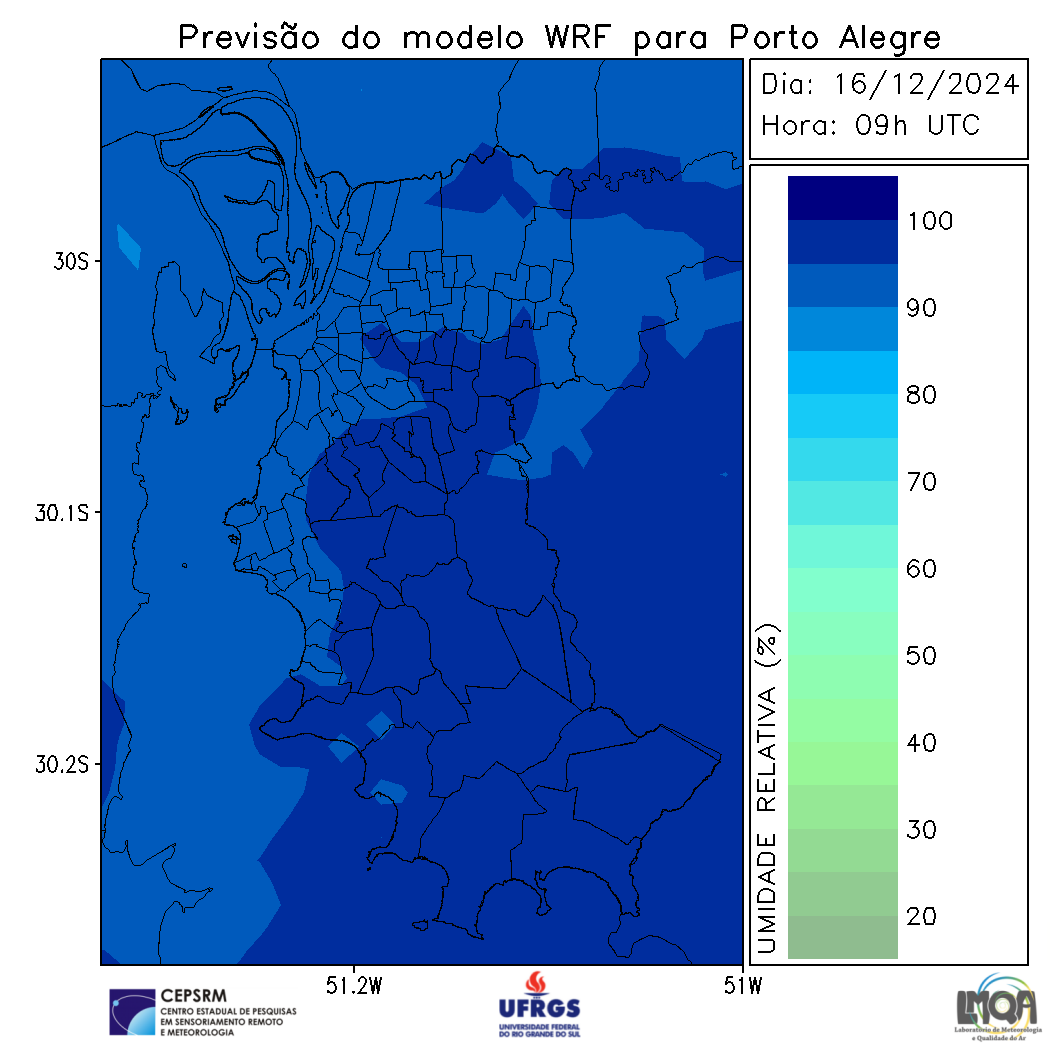 Previsão do modelo WRF para Porto Alegre
Dia: 16/12/2024
Hora: 09h UTC
30S
30.1S
30.2S
51.2W
51W
UMIDADE RELATIVA (%)
100
90
80
70
60
50
40
30
20
CEPSRM
CENTRO ESTADUAL DE PESQUISAS
EM SENSORIAMENTO REMOTO
E METEOROLOGIA
UFRGS
UNIVERSIDADE FEDERAL
DO RIO GRANDE DO SUL
LMQA
Laboratório de Meteorologia
e Qualidade do Ar